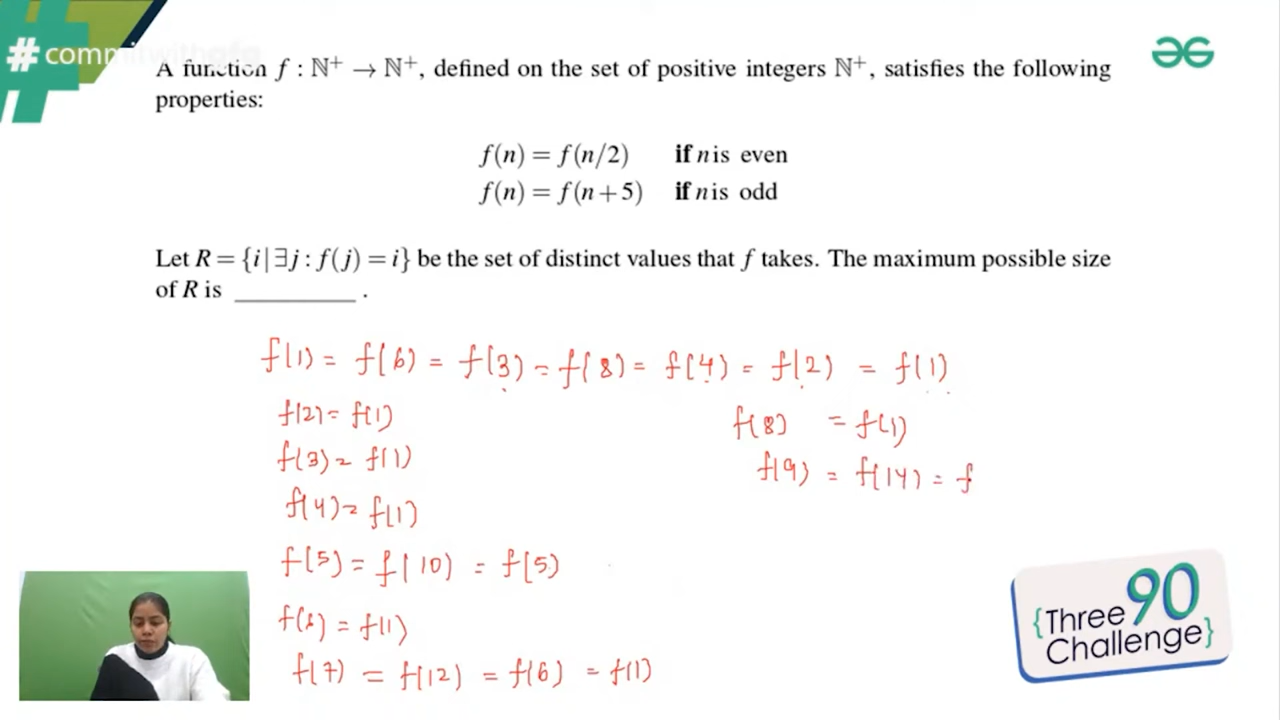 #commitwithgfg
A function f : ℕ⁺ → ℕ⁺, defined on the set of positive integers ℕ⁺, satisfies the following
properties:
f(n) = f(n/2) if n is even
f(n) = f(n+5) if n is odd
Let R = {i|∃j : f(j) = i} be the set of distinct values that f takes. The maximum possible size
of R is ________ .
f(1) = f(6) = f(3) = f(8) = f(4) = f(2) = f(1)
f(2) = f(1)
f(8) = f(1)
f(3) = f(1)
f(9) = f(14) = f
f(4) = f(1)
f(5) = f(10) = f(5)
f(6) = f(1)
f(7) = f(12) = f(6) = f(1)
{Three 90
Challenge}